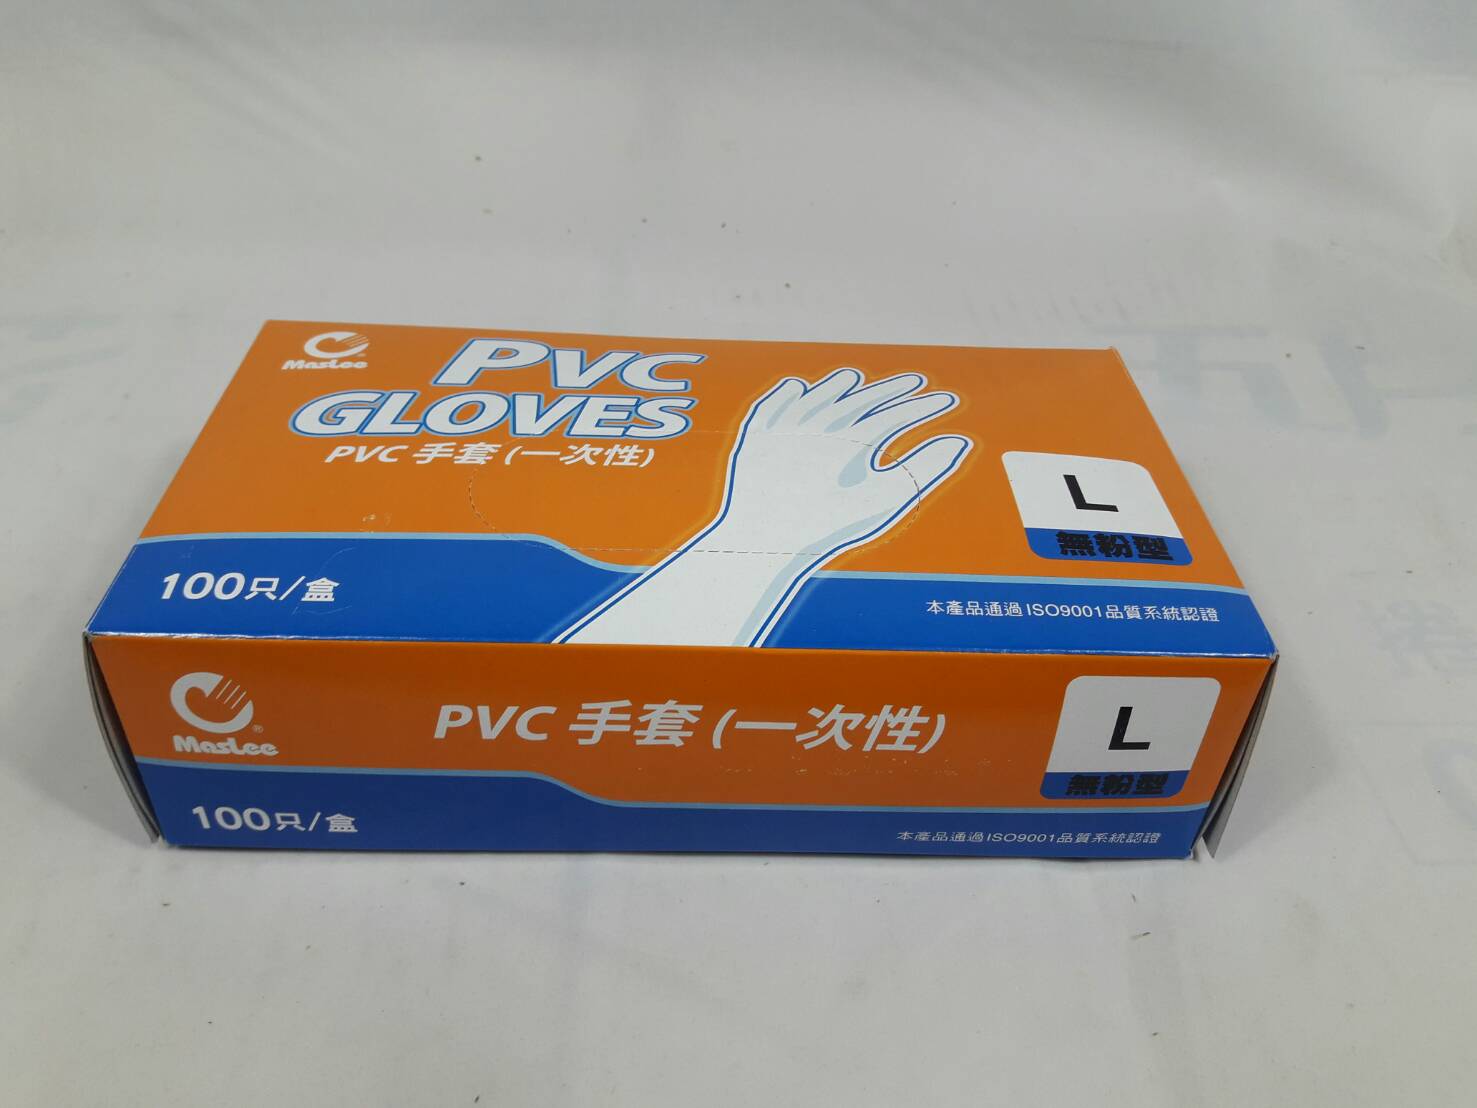 MasLee
PVC
GLOVES
PVC 手套 (一次性)
L
無粉型
100只/盒
本產品通過ISO9001品質系統認證
MasLee®
PVC 手套 (一次性)
L
無粉型
100只/盒
本產品通過ISO9001品質系統認證